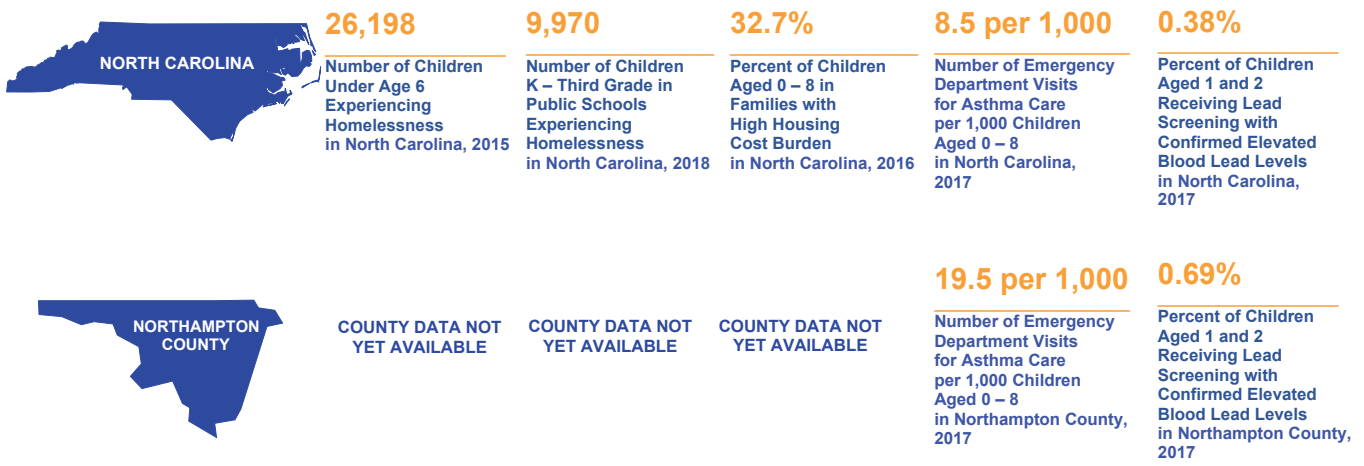 NORTH CAROLINA
26,198
Number of Children
Under Age 6
Experiencing
Homelessness
in North Carolina, 2015
9,970
Number of Children
K – Third Grade in
Public Schools
Experiencing
Homelessness
in North Carolina, 2018
32.7%
Percent of Children
Aged 0 – 8 in
Families with
High Housing
Cost Burden
in North Carolina, 2016
8.5 per 1,000
Number of Emergency
Department Visits
for Asthma Care
per 1,000 Children
Aged 0 – 8
in North Carolina,
2017
0.38%
Percent of Children
Aged 1 and 2
Receiving Lead
Screening with
Confirmed Elevated
Blood Lead Levels
in North Carolina,
2017
NORTHAMPTON
COUNTY
COUNTY DATA NOT
YET AVAILABLE
COUNTY DATA NOT
YET AVAILABLE
COUNTY DATA NOT
YET AVAILABLE
19.5 per 1,000
Number of Emergency
Department Visits
for Asthma Care
per 1,000 Children
Aged 0 – 8
in Northampton County,
2017
0.69%
Percent of Children
Aged 1 and 2
Receiving Lead
Screening with
Confirmed Elevated
Blood Lead Levels
in Northampton County,
2017